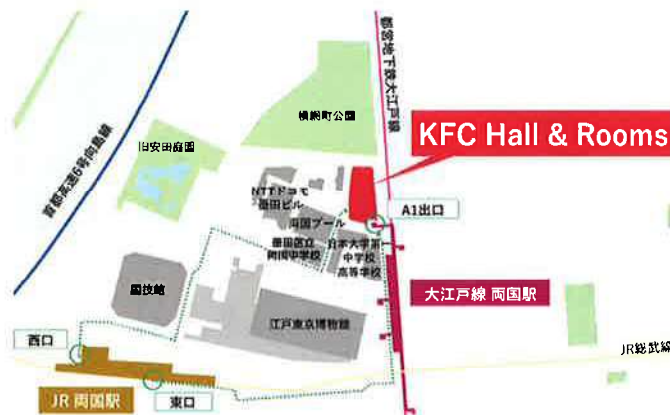 都営地下鉄大江戸線
首都高速6号向島線
横網町公園
旧安田庭園
KFC Hall & Rooms
NTTドコモ
墨田ビル
両国プール
A1出口
墨田区立
両国中学校
日本大学第一
中学校
高等学校
国技館
江戸東京博物館
大江戸線 両国駅
西口
JR総武線
JR 両国駅
東口